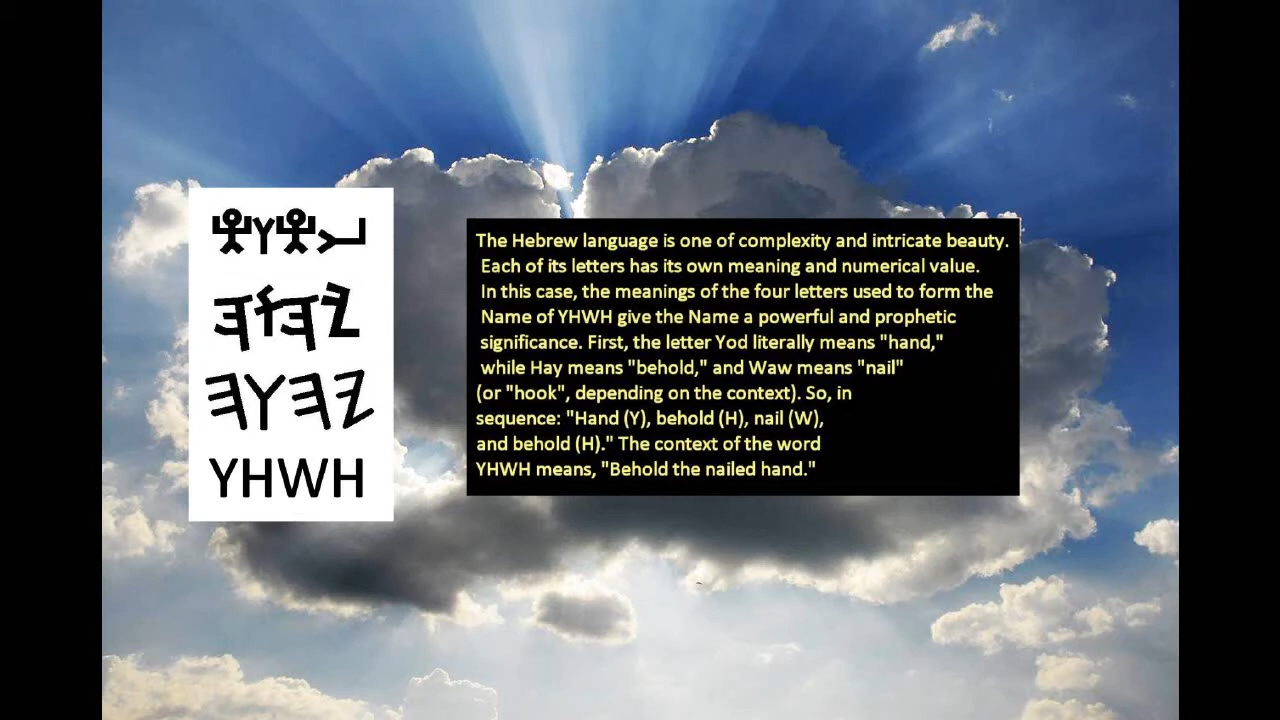 𐤉𐤄𐤅𐤄
𐤉𐤄𐤅𐤄
𐤉𐤄𐤅𐤄
YHWH
The Hebrew language is one of complexity and intricate beauty.
Each of its letters has its own meaning and numerical value.
In this case, the meanings of the four letters used to form the
Name of YHWH give the Name a powerful and prophetic
significance. First, the letter Yod literally means "hand,"
while Hay means "behold," and Waw means "nail"
(or "hook", depending on the context). So, in
sequence: "Hand (Y), behold (H), nail (W),
and behold (H)." The context of the word
YHWH means, "Behold the nailed hand."